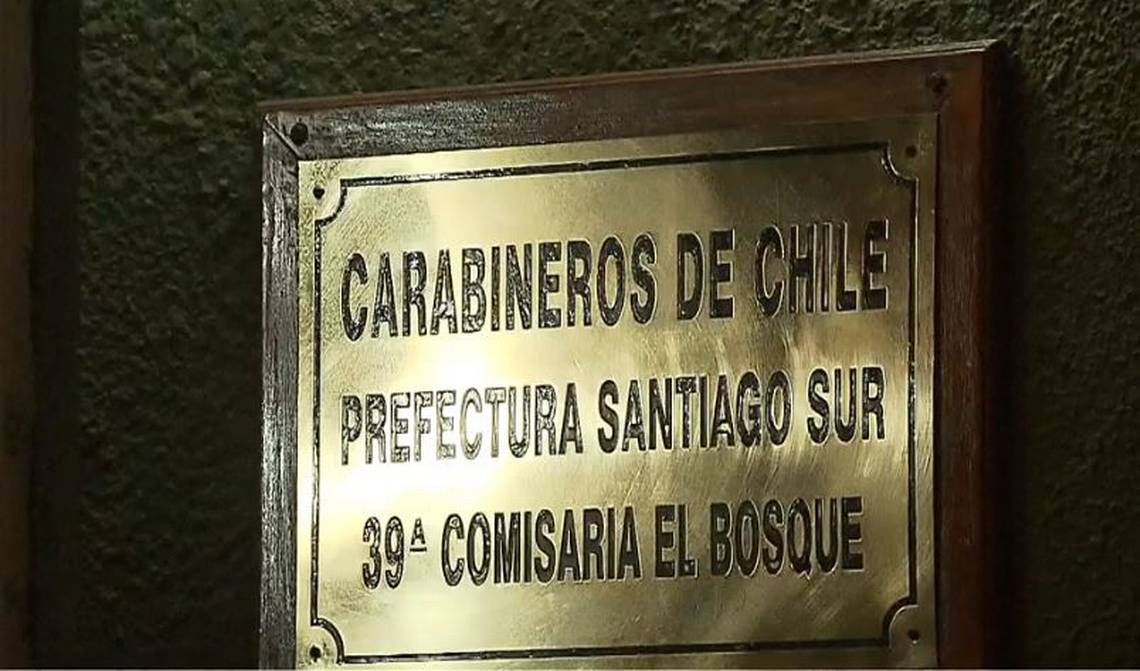 CARABINEROS DE CHILE
PREFECTURA SANTIAGO SUR
39ᴬ COMISARIA EL BOSQUE